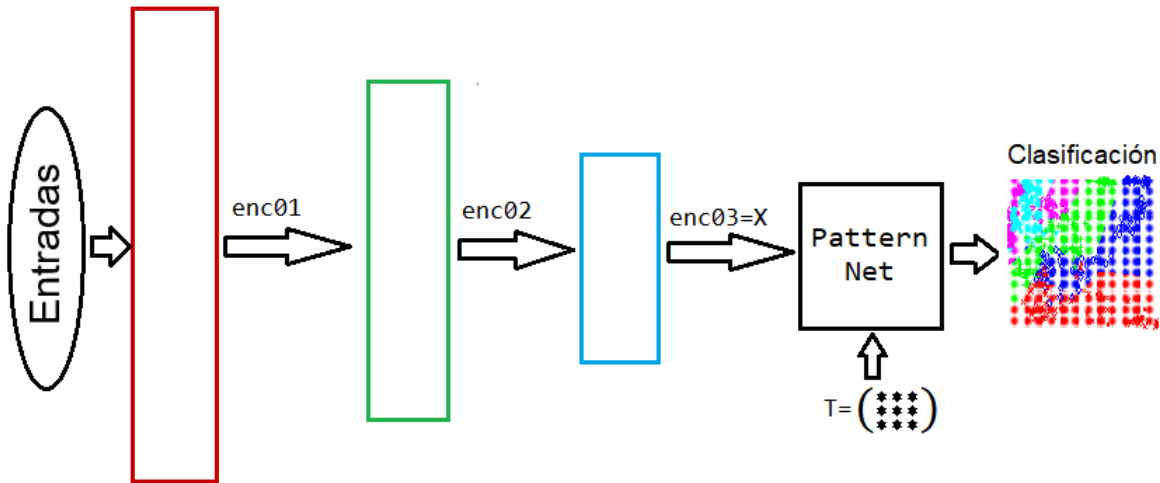 Entradas
enc01
enc02
enc03=X
Pattern
Net
T=
Clasificación